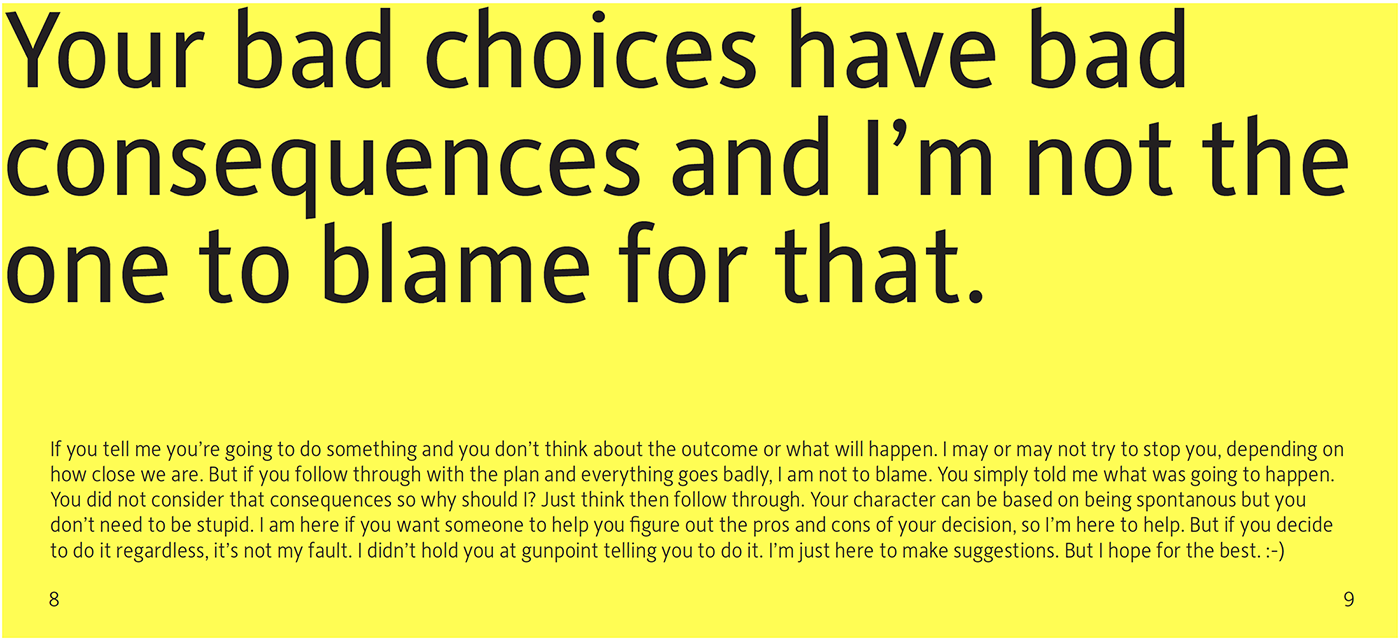 Your bad choices have bad
consequences and I’m not the
one to blame for that.
If you tell me you’re going to do something and you don’t think about the outcome or what will happen. I may or may not try to stop you, depending on
how close we are. But if you follow through with the plan and everything goes badly, I am not to blame. You simply told me what was going to happen.
You did not consider that consequences so why should I? Just think then follow through. Your character can be based on being spontanous but you
don’t need to be stupid. I am here if you want someone to help you figure out the pros and cons of your decision, so I’m here to help. But if you decide
to do it regardless, it’s not my fault. I didn’t hold you at gunpoint telling you to do it. I’m just here to make suggestions. But I hope for the best. :-)
8 9